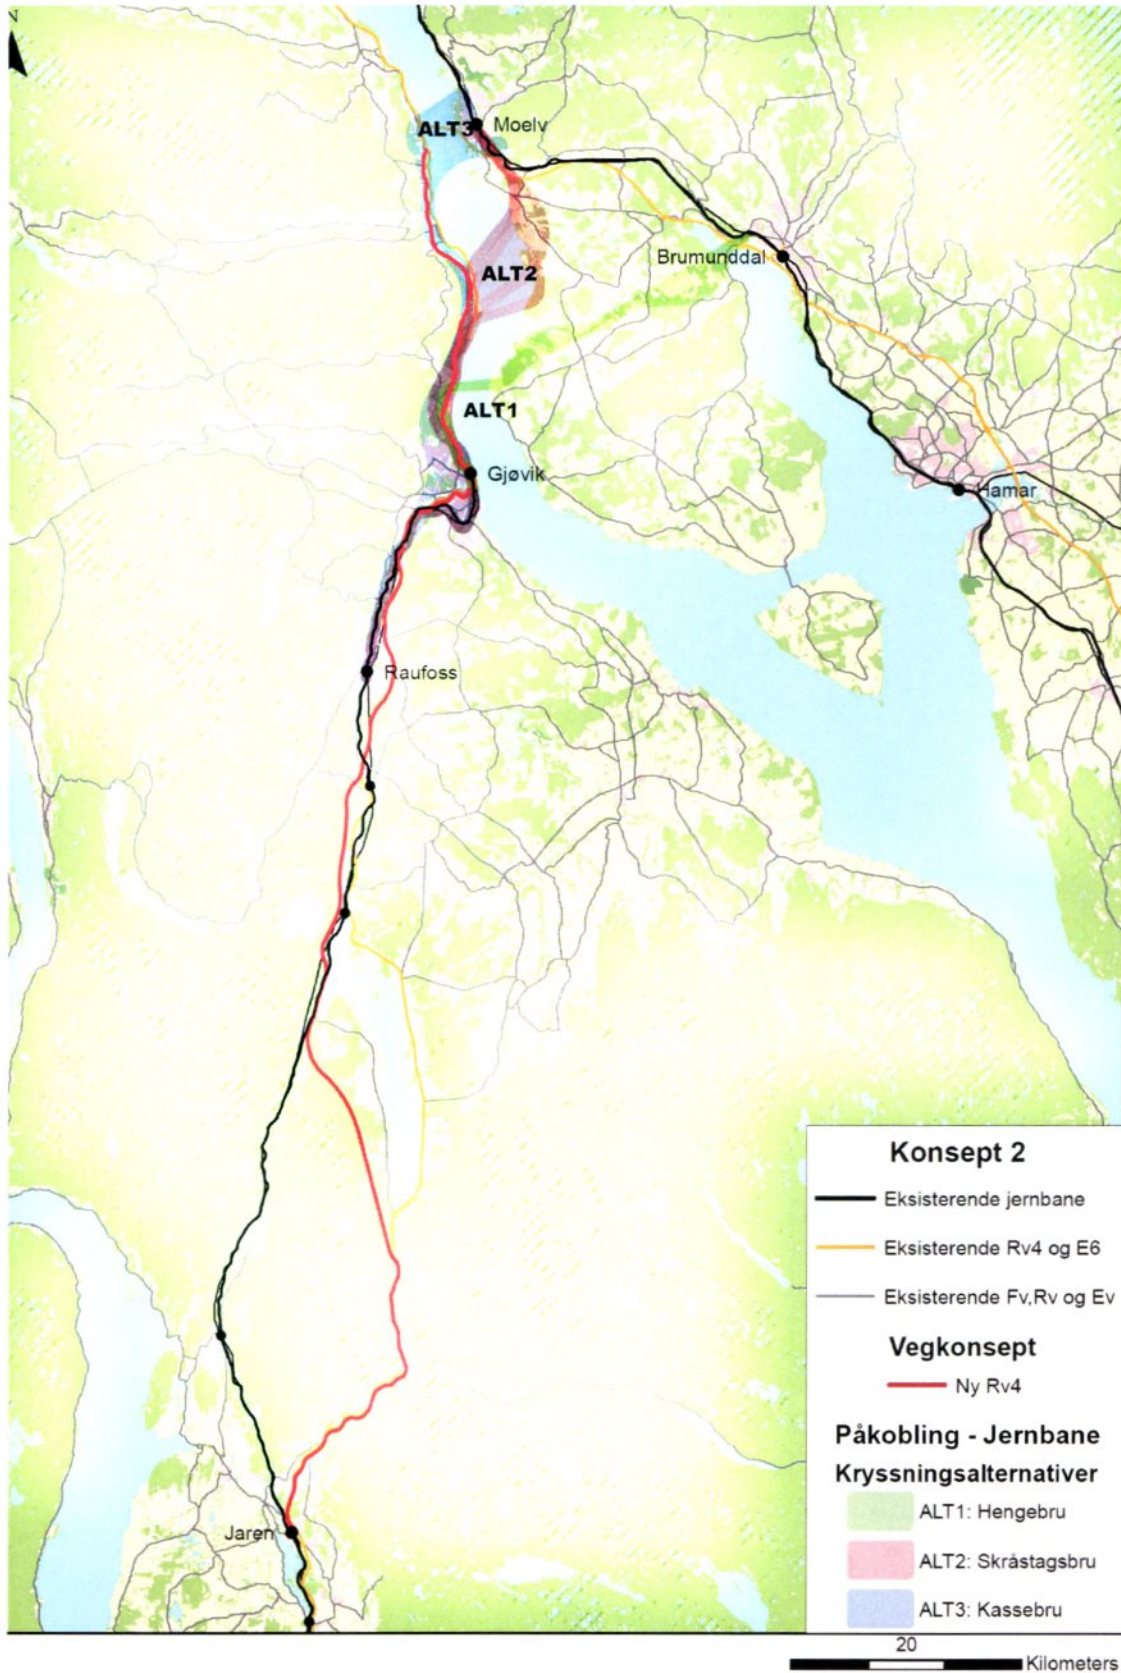 N
ALT3
Moelv
Brumunddal
ALT2
ALT1
Gjøvik
Hamar
Raufoss
Jaren
Konsept 2
Eksisterende jernbane
Eksisterende Rv4 og E6
Eksisterende Fv,Rv og Ev
Vegkonsept
Ny Rv4
Påkobling - Jernbane
Kryssningsalternativer
ALT1: Hengebru
ALT2: Skråstagsbru
ALT3: Kassebru
20
Kilometers